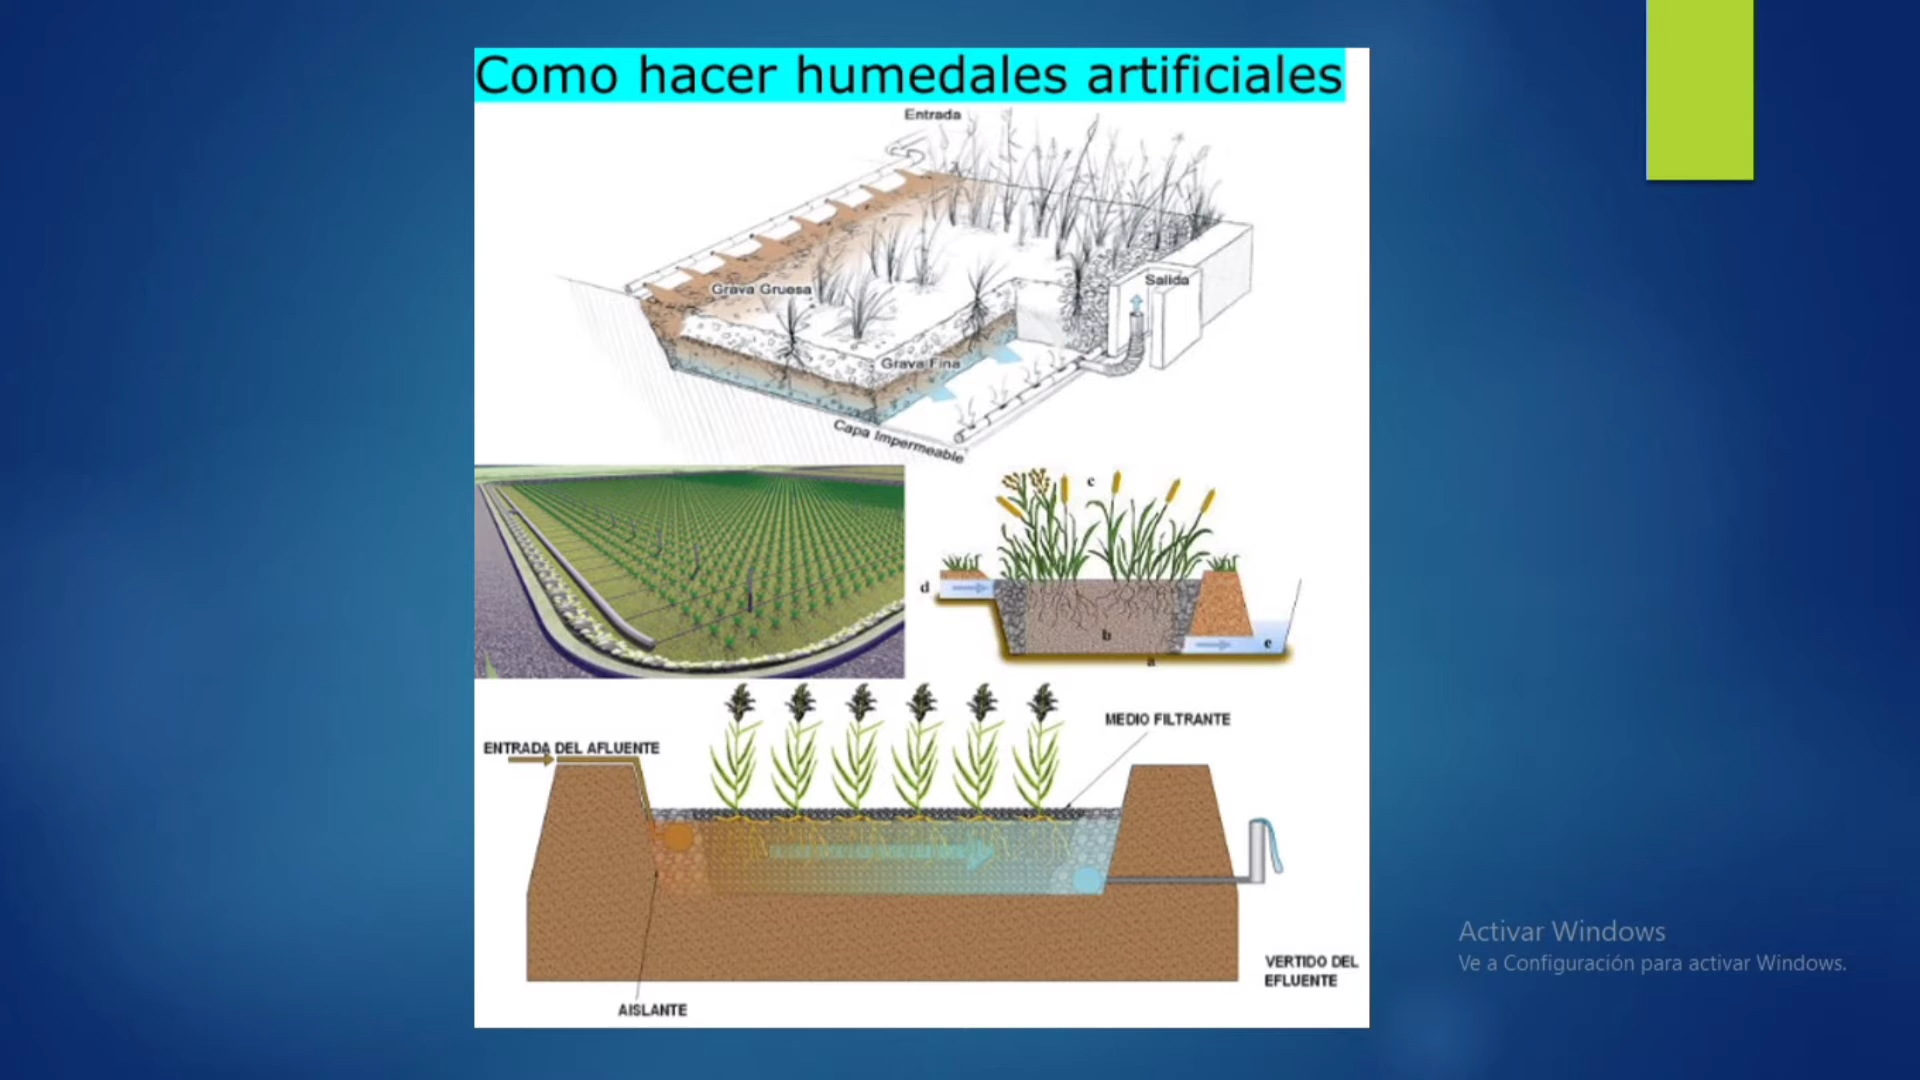 Como hacer humedales artificiales
Entrada
Salida
Grava Gruesa
Grava Fina
Capa Impermeable
c
d
b
e
a
MEDIO FILTRANTE
ENTRADA DEL AFLUENTE
VERTIDO DEL
EFLUENTE
AISLANTE
Activar Windows
Ve a Configuración para activar Windows.